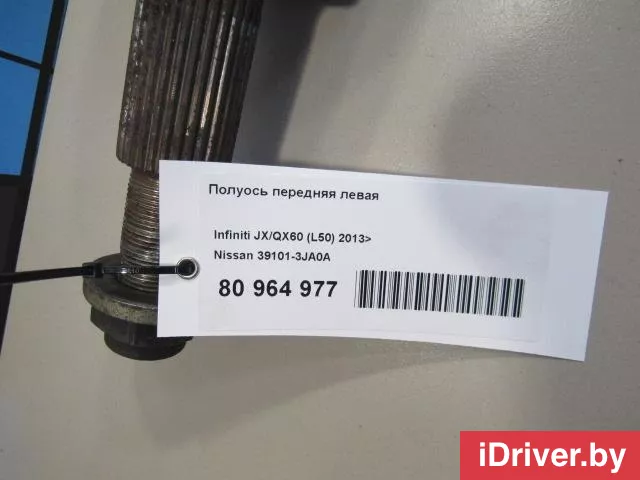 Полуось передняя левая
Infiniti JX/QX60 (L50) 2013>
Nissan 39101-3JA0A
80 964 977
iDriver.by